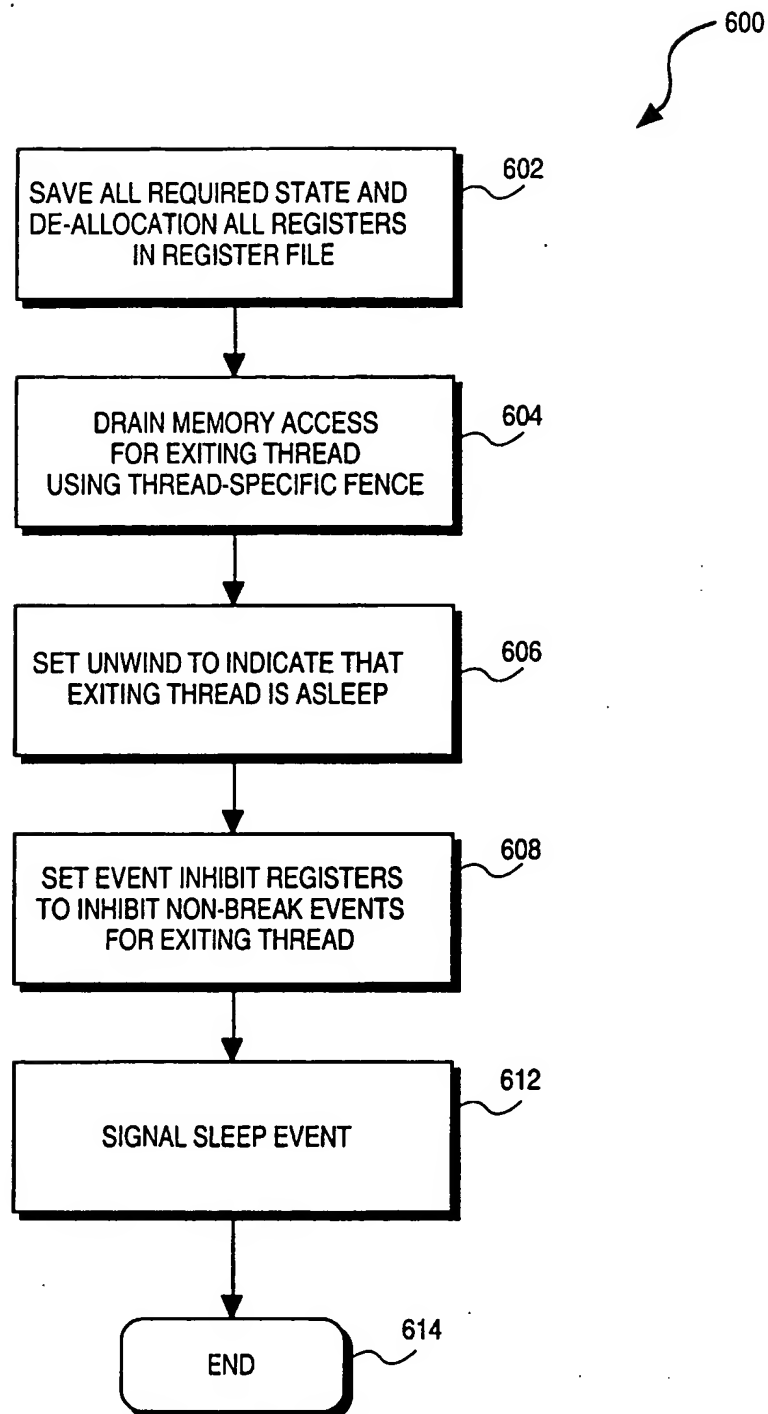 600
602
SAVE ALL REQUIRED STATE AND
DE-ALLOCATION ALL REGISTERS
IN REGISTER FILE
604
DRAIN MEMORY ACCESS
FOR EXITING THREAD
USING THREAD-SPECIFIC FENCE
606
SET UNWIND TO INDICATE THAT
EXITING THREAD IS ASLEEP
608
SET EVENT INHIBIT REGISTERS
TO INHIBIT NON-BREAK EVENTS
FOR EXITING THREAD
612
SIGNAL SLEEP EVENT
614
END